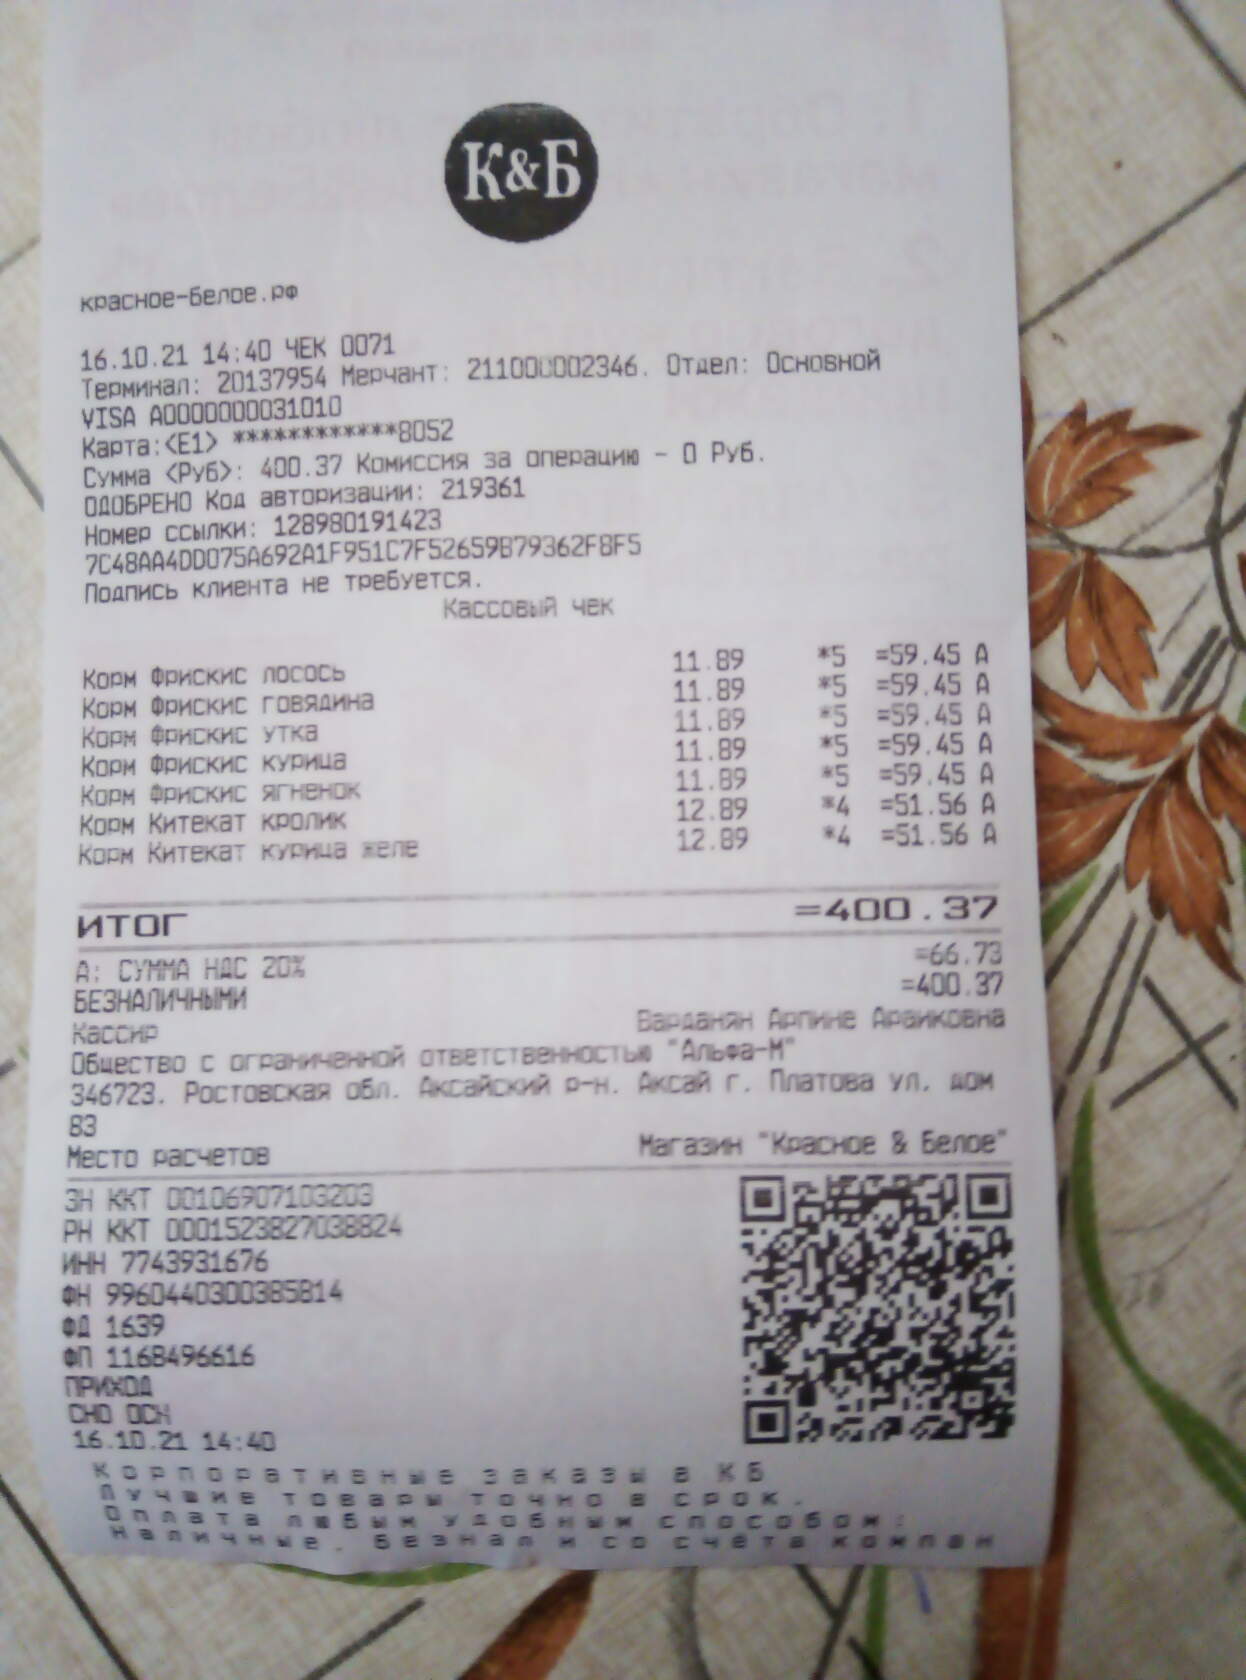 К&Б
красное-белое.рф
16.10.21 14:40 ЧЕК 0071
Терминал: 20137954 Мерчант: 211000002346. Отдел: Основной
VISA A0000000031010
Карта:<E1> ************8052
Сумма <Руб>: 400.37 Комиссия за операцию - 0 Руб.
ОДОБРЕНО Код авторизации: 219361
Номер ссылки: 128980191423
7C48AA4DD075A692A1F951C7F52659B79362F8F5
Подпись клиента не требуется.
Кассовый чек
Корм Фрискис лосось 11.89 *5 =59.45 А
Корм Фрискис говядина 11.89 *5 =59.45 А
Корм Фрискис утка 11.89 *5 =59.45 А
Корм Фрискис курица 11.89 *5 =59.45 А
Корм Фрискис ягненок 11.89 *5 =59.45 А
Корм Китекат кролик 12.89 *4 =51.56 А
Корм Китекат курица желе 12.89 *4 =51.56 А
ИТОГ =400.37
А: СУММА НДС 20% =66.73
БЕЗНАЛИЧНЫМИ =400.37
Кассир Варданян Арпине Араиковна
Общество с ограниченной ответственностью "Альфа-М"
346723. Ростовская обл. Аксайский р-н. Аксай г. Платова ул. дом
83
Место расчетов Магазин "Красное & Белое"
ЗН ККТ 00106907103203
РН ККТ 0001523827038824
ИНН 7743931676
ФН 9960440300385814
ФД 1639
ФП 1168496616
ПРИХОД
СНО ОСН
16.10.21 14:40
Корпоративные заказы в КБ
Лучшие товары точно в срок.
Оплата любым удобным способом:
наличные, безнал и со счета компан